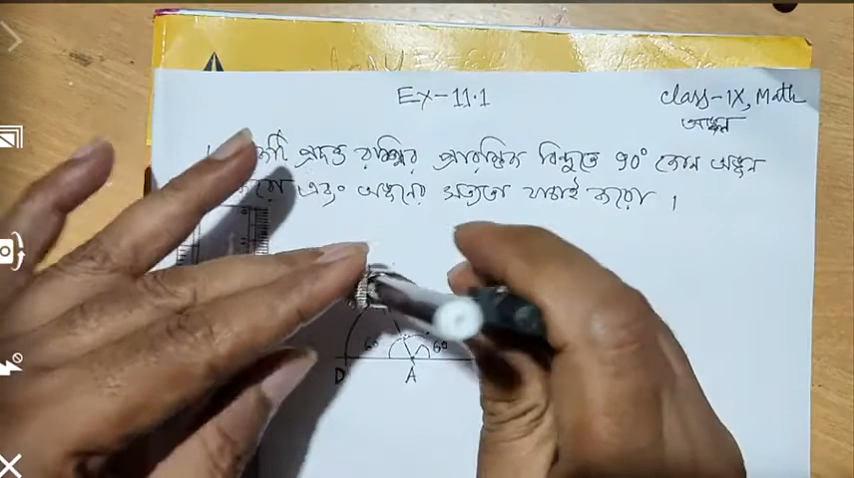 Ex-11.1
Class-IX, Math
অঙ্কন
প্রদত্ত রশ্মির প্রারম্ভিক বিন্দুতে 90° কোন অঙ্কন
করো এবং অঙ্কনের সত্যতা যাচাই করো ।
60 60
D A